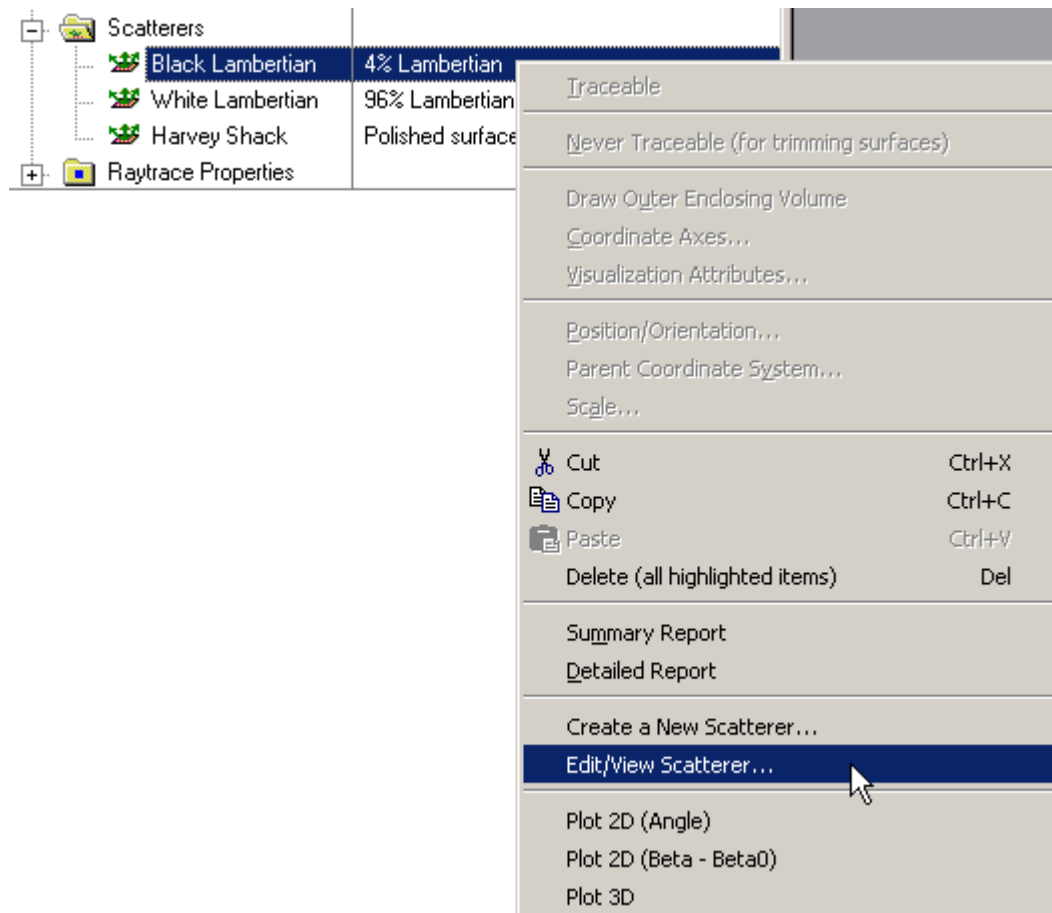 Scatterers
Black Lambertian 4% Lambertian
White Lambertian 96% Lambertian
Harvey Shack Polished surface
Raytrace Properties
Traceable
Never Traceable (for trimming surfaces)
Draw Outer Enclosing Volume
Coordinate Axes...
Visualization Attributes...
Position/Orientation...
Parent Coordinate System...
Scale...
Cut Ctrl+X
Copy Ctrl+C
Paste Ctrl+V
Delete (all highlighted items) Del
Summary Report
Detailed Report
Create a New Scatterer...
Edit/View Scatterer...
Plot 2D (Angle)
Plot 2D (Beta - Beta0)
Plot 3D